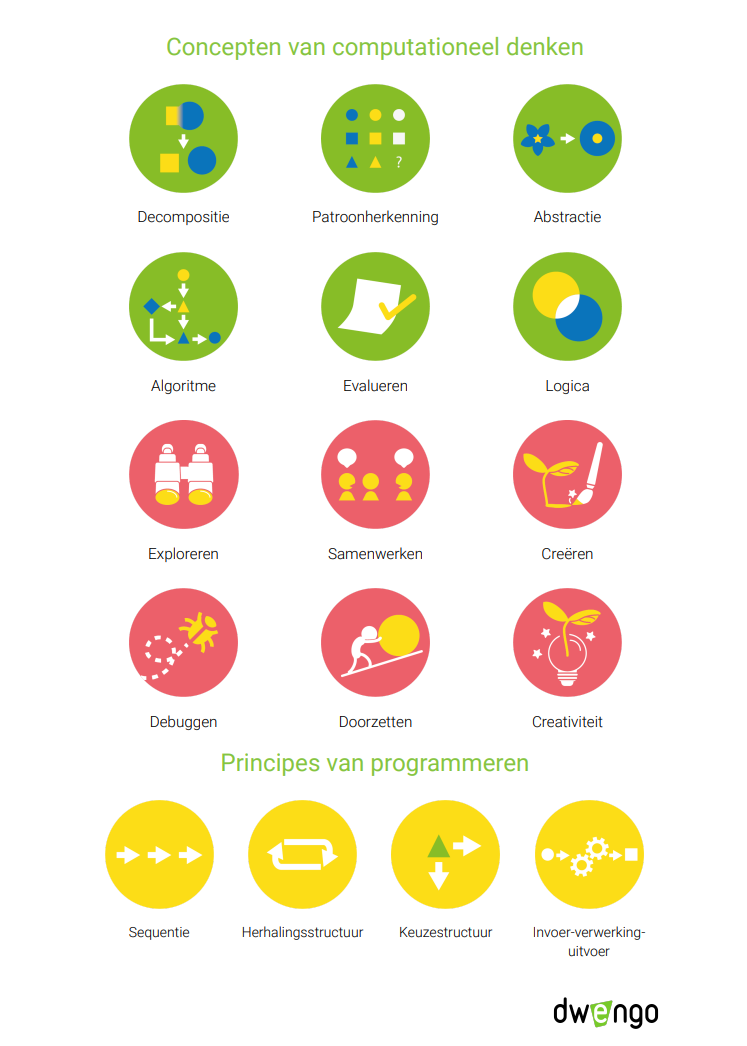 Concepten van computationeel denken
?
Decompositie Patroonherkenning Abstractie
Algoritme Evalueren Logica
Exploreren Samenwerken Creëren
Debuggen Doorzetten Creativiteit
Principes van programmeren
Sequentie Herhalingsstructuur Keuzestructuur Invoer-verwerking-
uitvoer
dwengo